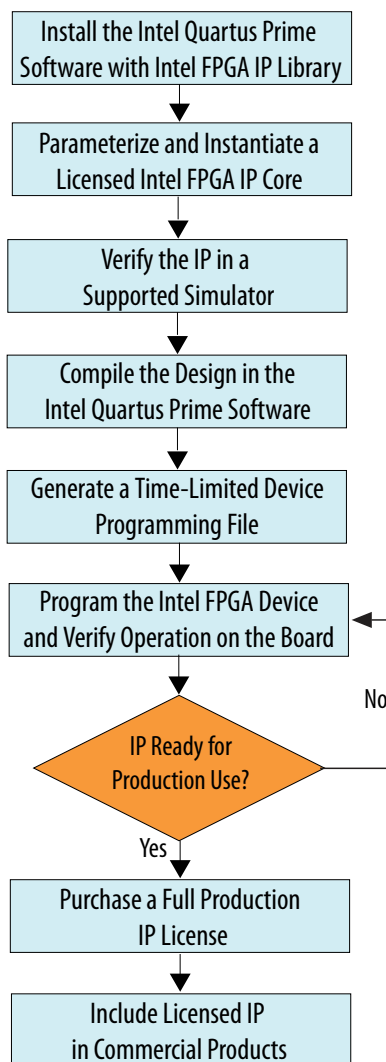 Install the Intel Quartus Prime
Software with Intel FPGA IP Library
Parameterize and Instantiate a
Licensed Intel FPGA IP Core
Verify the IP in a
Supported Simulator
Compile the Design in the
Intel Quartus Prime Software
Generate a Time-Limited Device
Programming File
Program the Intel FPGA Device
and Verify Operation on the Board
No
IP Ready for
Production Use?
Yes
Purchase a Full Production
IP License
Include Licensed IP
in Commercial Products